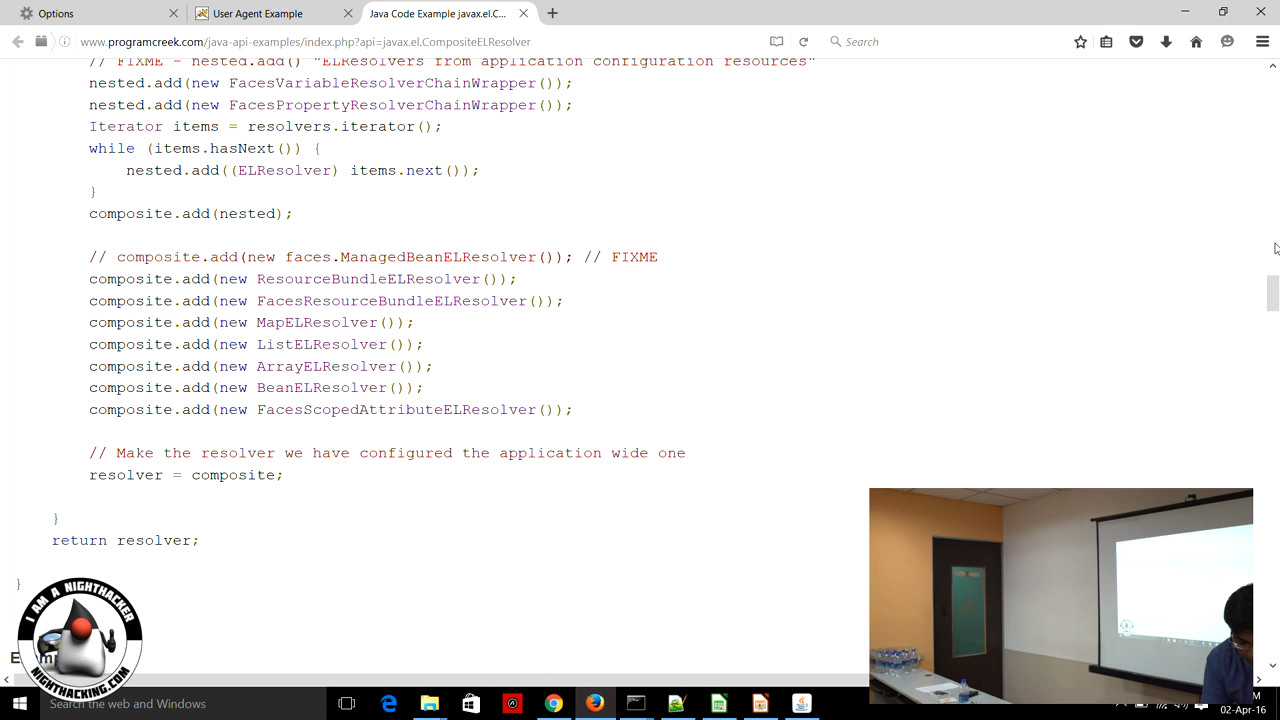 Options
User Agent Example
Java Code Example javax.el.C...
www.programcreek.com/java-api-examples/index.php?api=javax.el.CompositeELResolver
Search
// FIXME - nested.add() "ELResolvers from application configuration resources"
nested.add(new FacesVariableResolverChainWrapper());
nested.add(new FacesPropertyResolverChainWrapper());
Iterator items = resolvers.iterator();
while (items.hasNext()) {
nested.add((ELResolver) items.next());
}
composite.add(nested);
// composite.add(new faces.ManagedBeanELResolver()); // FIXME
composite.add(new ResourceBundleELResolver());
composite.add(new FacesResourceBundleELResolver());
composite.add(new MapELResolver());
composite.add(new ListELResolver());
composite.add(new ArrayELResolver());
composite.add(new BeanELResolver());
composite.add(new FacesScopedAttributeELResolver());
// Make the resolver we have configured the application wide one
resolver = composite;
}
return resolver;
}
I AM A NIGHTHACKER
NIGHTHACKING.COM
Search the web and Windows
02-Apr-16